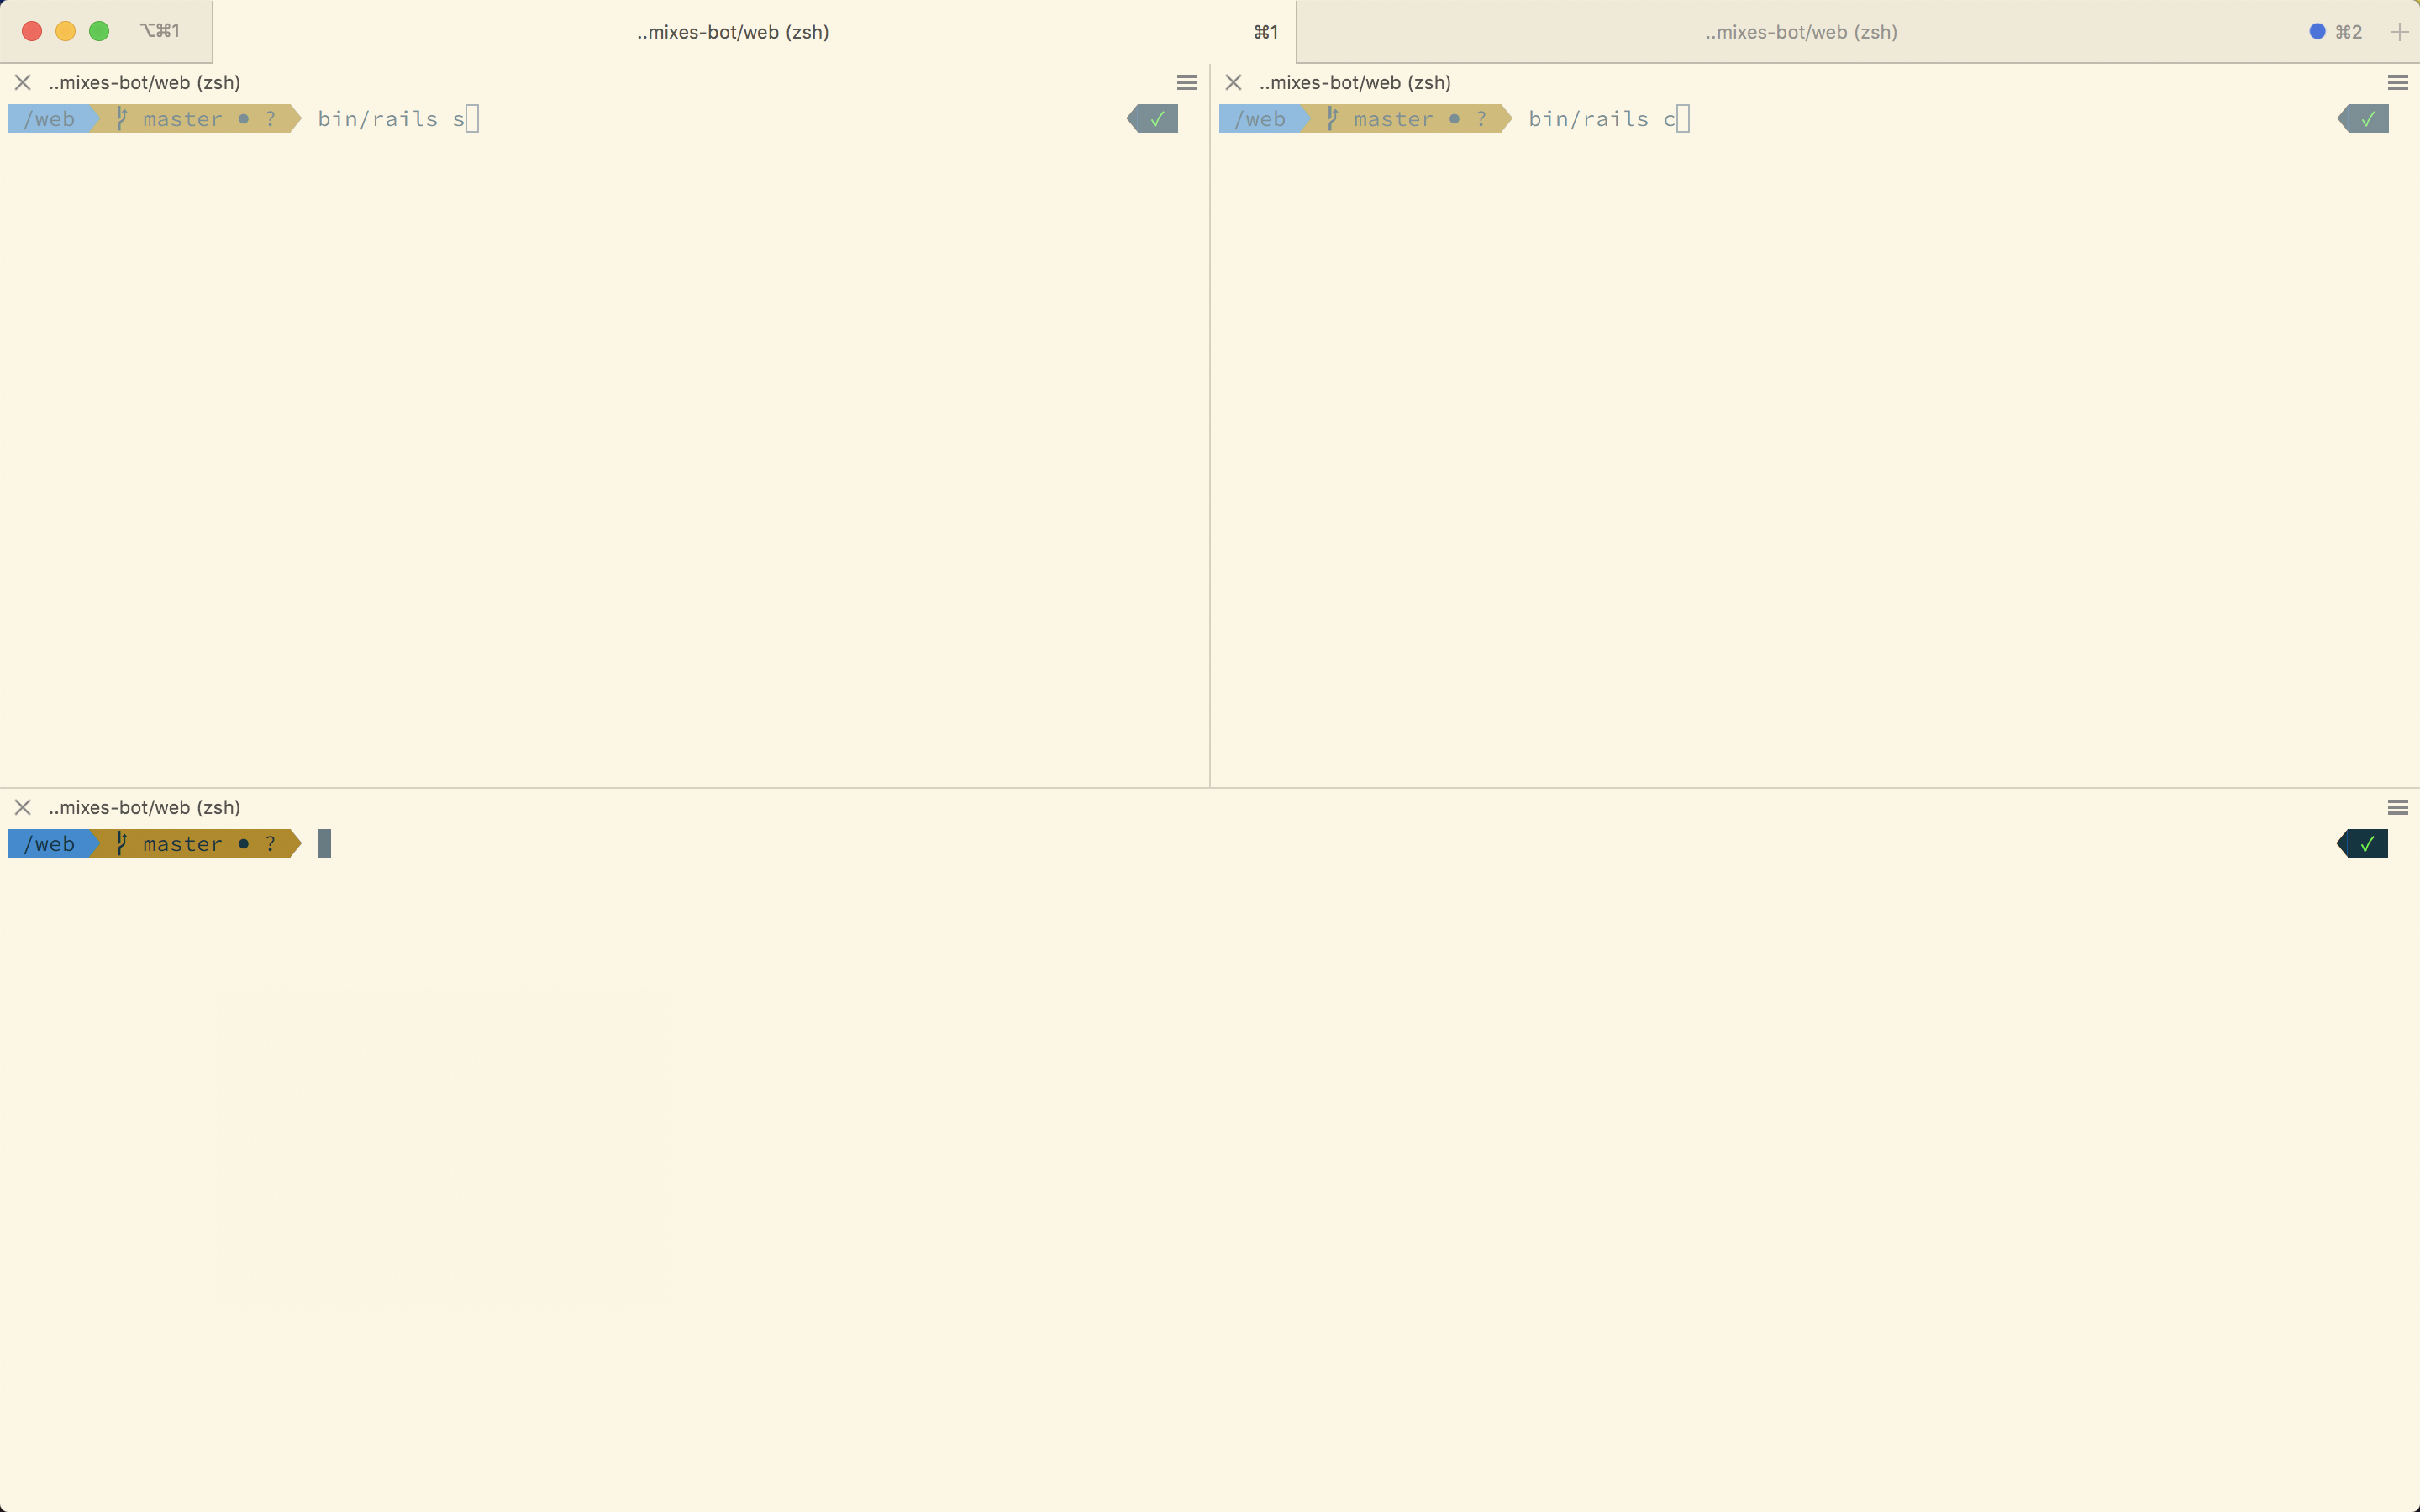 ⌥⌘1 ..mixes-bot/web (zsh) ⌘1 ..mixes-bot/web (zsh) ⌘2
..mixes-bot/web (zsh)
/web master ● ? bin/rails s ✓
..mixes-bot/web (zsh)
/web master ● ? bin/rails c ✓
..mixes-bot/web (zsh)
/web master ● ? ✓